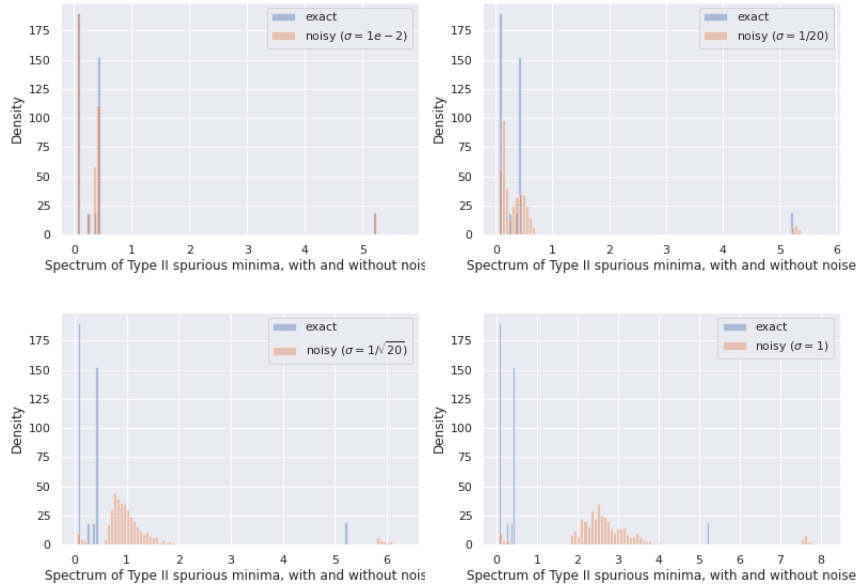 175
150
125
100
75
50
25
0
Density
exact
noisy (σ = 1e − 2)
0 1 2 3 4 5
Spectrum of Type II spurious minima, with and without nois
175
150
125
100
75
50
25
0
Density
exact
noisy (σ = 1/20)
0 1 2 3 4 5 6
Spectrum of Type II spurious minima, with and without noise
175
150
125
100
75
50
25
0
Density
exact
noisy (σ = 1/√20)
0 1 2 3 4 5 6
Spectrum of Type II spurious minima, with and without nois
175
150
125
100
75
50
25
0
Density
exact
noisy (σ = 1)
0 1 2 3 4 5 6 7 8
Spectrum of Type II spurious minima, with and without noise